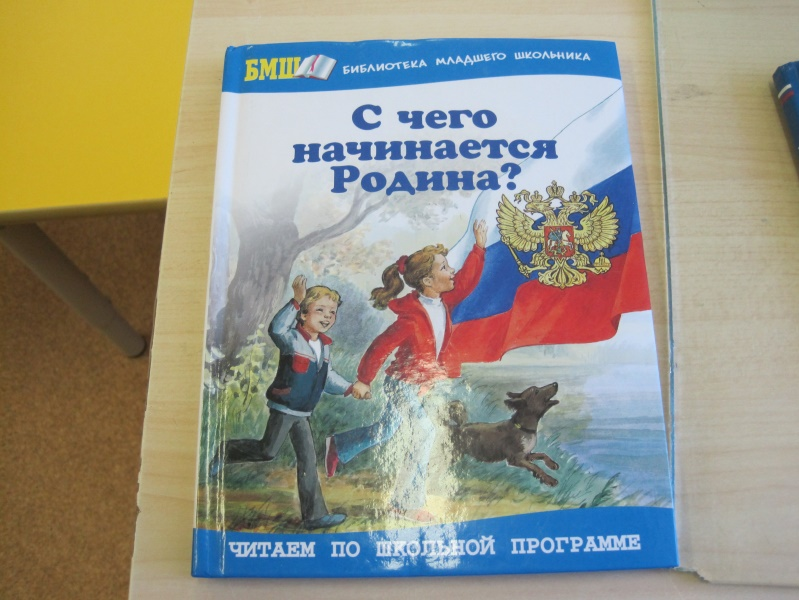 БМШ БИБЛИОТЕКА МЛАДШЕГО ШКОЛЬНИКА
С чего
начинается
Родина?
ЧИТАЕМ ПО ШКОЛЬНОЙ ПРОГРАММЕ